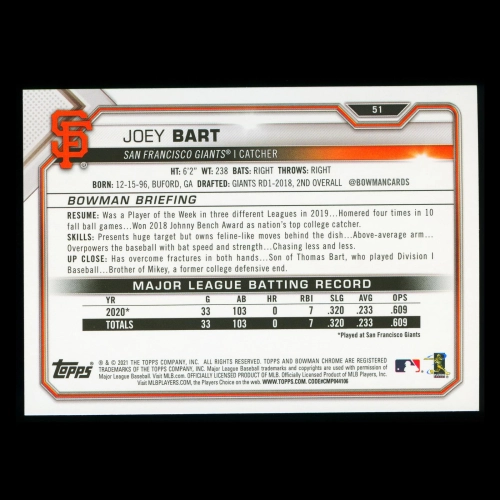 51
SF
JOEY BART
SAN FRANCISCO GIANTS® | CATCHER
HT: 6'2" WT: 238 BATS: RIGHT THROWS: RIGHT
BORN: 12-15-96, BUFORD, GA DRAFTED: GIANTS RD1-2018, 2ND OVERALL @BOWMANCARDS
BOWMAN BRIEFING
RESUME: Was a Player of the Week in three different Leagues in 2019...Homered four times in 10
fall ball games...Won 2018 Johnny Bench Award as nation's top college catcher.
SKILLS: Presents huge target but owns feline-like moves behind the dish...Above-average arm...
Overpowers the baseball with bat speed and strength...Chasing less and less.
UP CLOSE: Has overcome fractures in both hands...Son of Thomas Bart, who played Division I
Baseball...Brother of Mikey, a former college defensive end.
MAJOR LEAGUE BATTING RECORD
YR G AB HR RBI SLG AVG OPS
2020* 33 103 0 7 .320 .233 .609
TOTALS 33 103 0 7 .320 .233 .609
*Played at San Francisco Giants
topps
® & © 2021 THE TOPPS COMPANY, INC. ALL RIGHTS RESERVED. TOPPS AND BOWMAN CHROME ARE REGISTERED
TRADEMARKS OF THE TOPPS COMPANY, INC. Major League Baseball trademarks and copyrights are used with permission of
Major League Baseball. Visit MLB.com. OFFICIALLY LICENSED PRODUCT OF MLB. Officially Licensed Product of MLB Players, Inc.
Visit MLBPLAYERS.com, the Players Choice on the web. WWW.TOPPS.COM. CODE#CMP044106